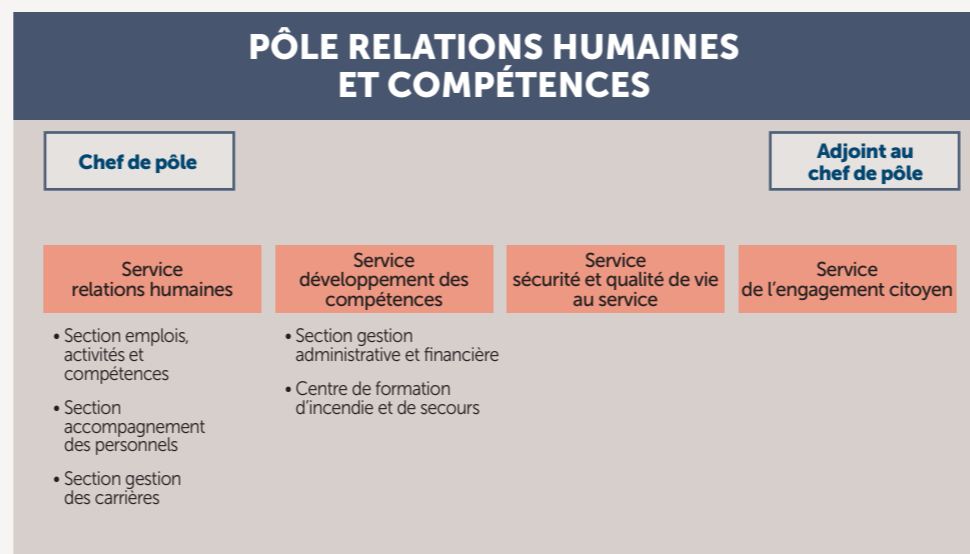 PÔLE RELATIONS HUMAINES
ET COMPÉTENCES
Chef de pôle
Adjoint au
chef de pôle
Service
relations humaines
Service
développement des
compétences
Service
sécurité et qualité de vie
au service
Service
de l'engagement citoyen
• Section emplois,
activités et
compétences
• Section
accompagnement
des personnels
• Section gestion
des carrières
• Section gestion
administrative et financière
• Centre de formation
d'incendie et de secours